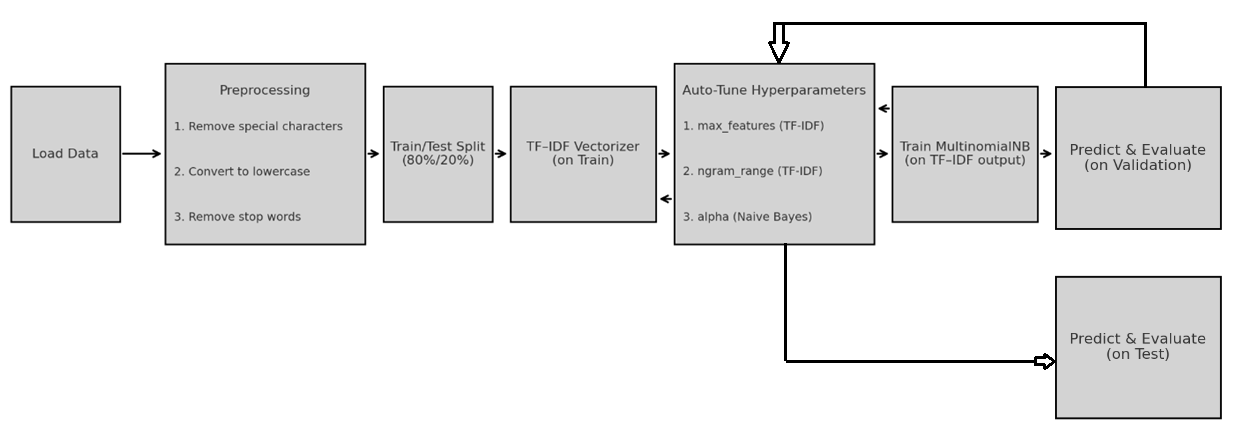 Load Data
Preprocessing
1. Remove special characters
2. Convert to lowercase
3. Remove stop words
Train/Test Split
(80%/20%)
TF–IDF Vectorizer
(on Train)
Auto-Tune Hyperparameters
1. max_features (TF-IDF)
2. ngram_range (TF-IDF)
3. alpha (Naive Bayes)
Train MultinomialNB
(on TF–IDF output)
Predict & Evaluate
(on Validation)
Predict & Evaluate
(on Test)